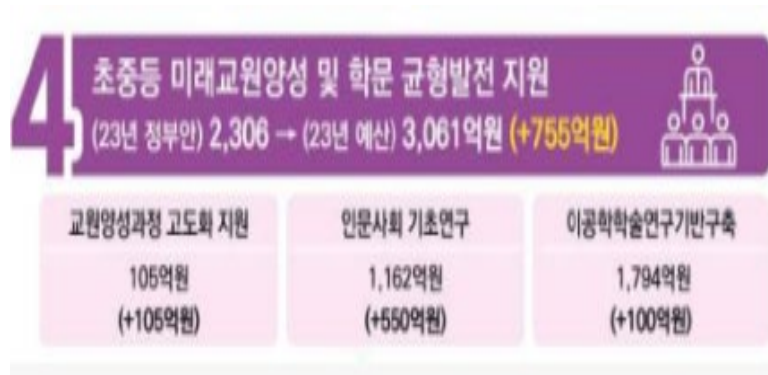 4
초중등 미래교원양성 및 학문 균형발전 지원
(23년 정부안) 2,306 → (23년 예산) 3,061억원 (+755억원)
교원양성과정 고도화 지원
105억원
(+105억원)
인문사회 기초연구
1,162억원
(+550억원)
이공학학술연구기반구축
1,794억원
(+100억원)